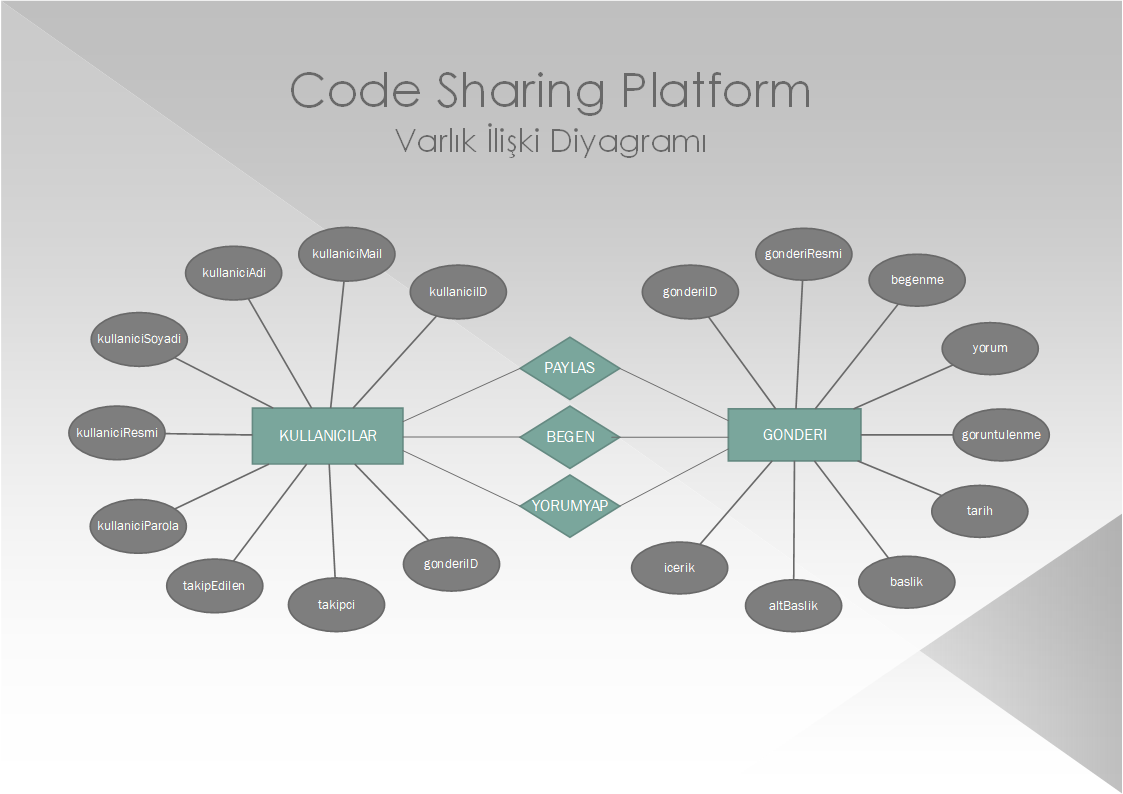 Code Sharing Platform
Varlık İlişki Diyagramı
kullaniciMail
kullaniciAdi
kullaniciID
kullaniciSoyadi
kullaniciResmi
KULLANICILAR
kullaniciParola
takipEdilen
takipci
gonderiID
PAYLAS
BEGEN
YORUMYAP
gonderiResmi
gonderiID
begenme
yorum
GONDERI
goruntulenme
tarih
icerik
baslik
altBaslik